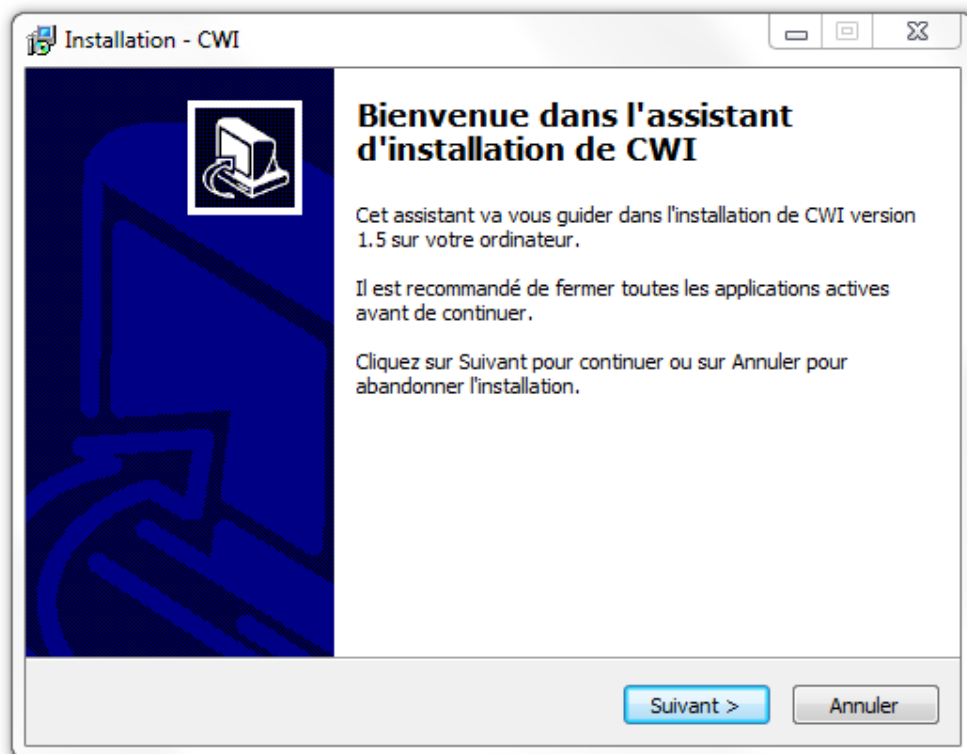 Installation - CWI
Bienvenue dans l'assistant
d'installation de CWI
Cet assistant va vous guider dans l'installation de CWI version
1.5 sur votre ordinateur.
Il est recommandé de fermer toutes les applications actives
avant de continuer.
Cliquez sur Suivant pour continuer ou sur Annuler pour
abandonner l'installation.
Suivant >
Annuler